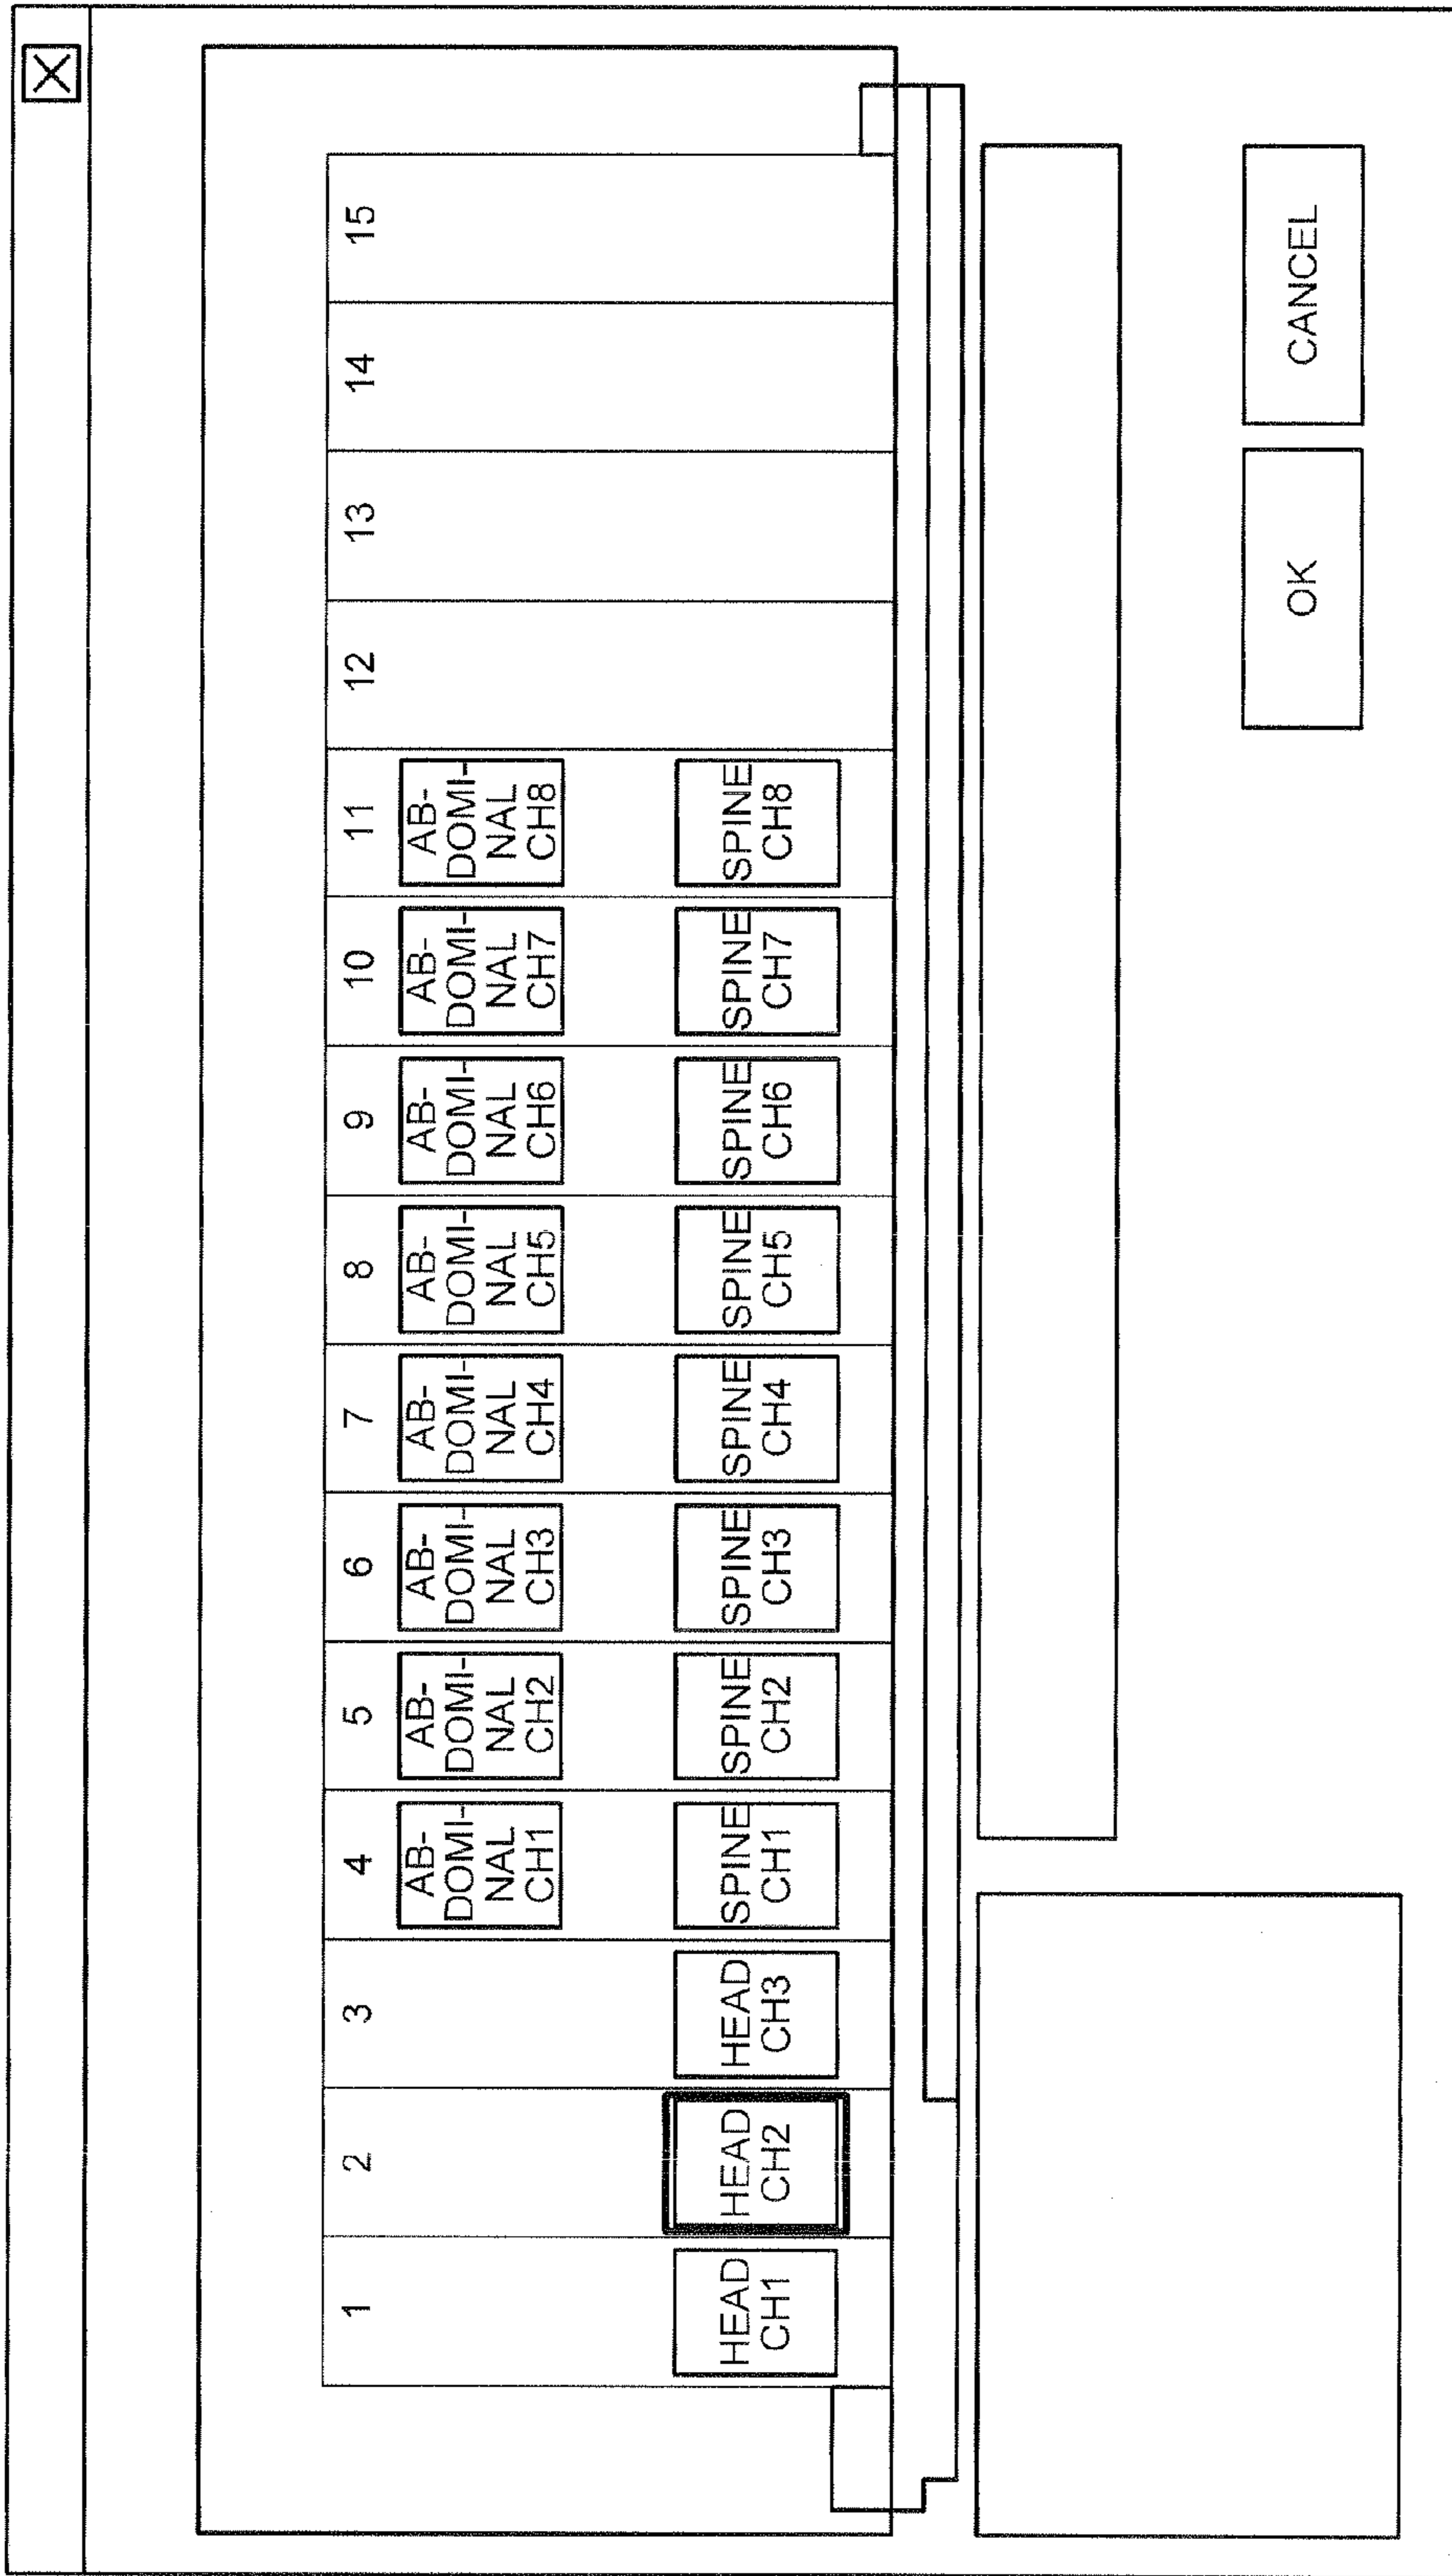 1 2 3 4 5 6 7 8 9 10 11 12 13 14 15
AB-
DOMI-
NAL
CH1
AB-
DOMI-
NAL
CH2
AB-
DOMI-
NAL
CH3
AB-
DOMI-
NAL
CH4
AB-
DOMI-
NAL
CH5
AB-
DOMI-
NAL
CH6
AB-
DOMI-
NAL
CH7
AB-
DOMI-
NAL
CH8
HEAD
CH1
HEAD
CH2
HEAD
CH3
SPINE
CH1
SPINE
CH2
SPINE
CH3
SPINE
CH4
SPINE
CH5
SPINE
CH6
SPINE
CH7
SPINE
CH8
OK
CANCEL